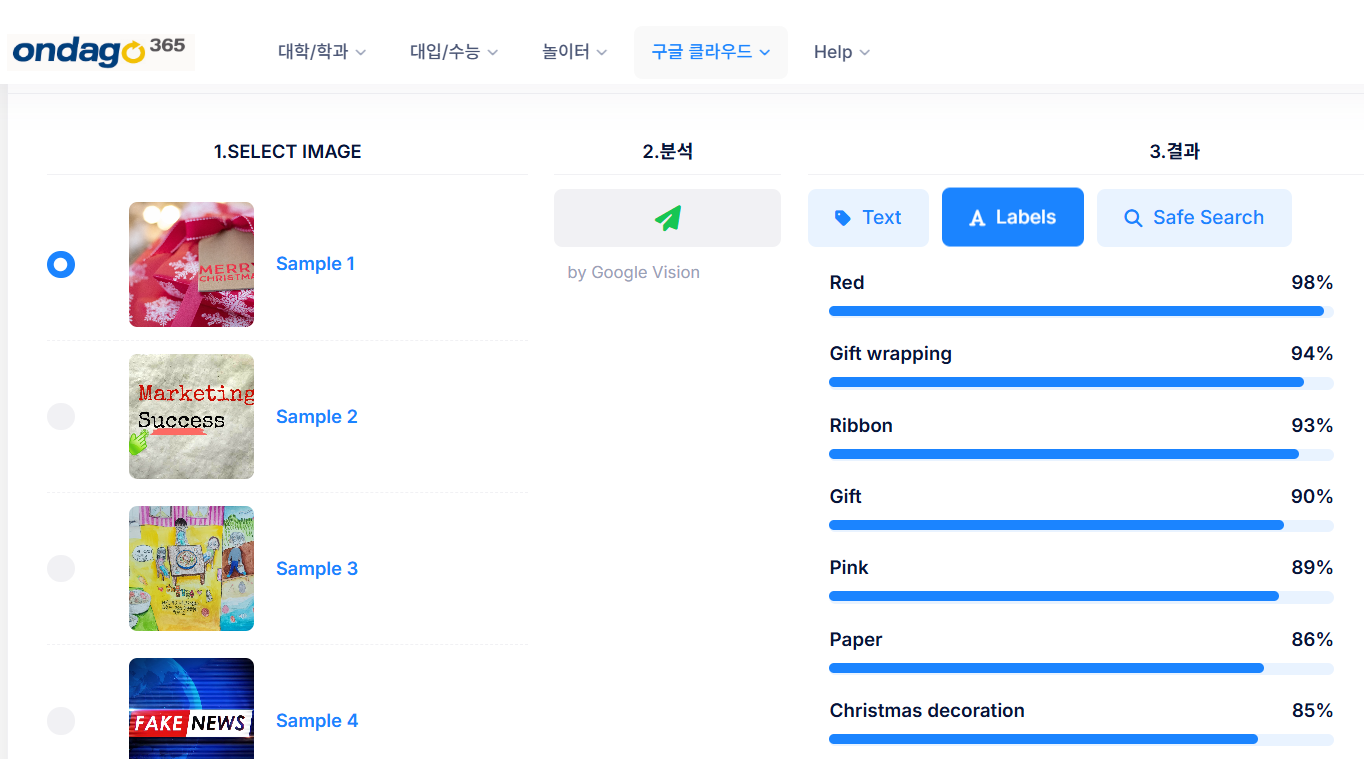 ondago 365
대학/학과
대입/수능
놀이터
구글 클라우드
Help
1.SELECT IMAGE
2.분석
3.결과
MERRY
CHRISTMA
Sample 1
Marketing
Success
Sample 2
Sample 3
FAKE NEWS
Sample 4
by Google Vision
Text
Labels
Safe Search
Red 98%
Gift wrapping 94%
Ribbon 93%
Gift 90%
Pink 89%
Paper 86%
Christmas decoration 85%